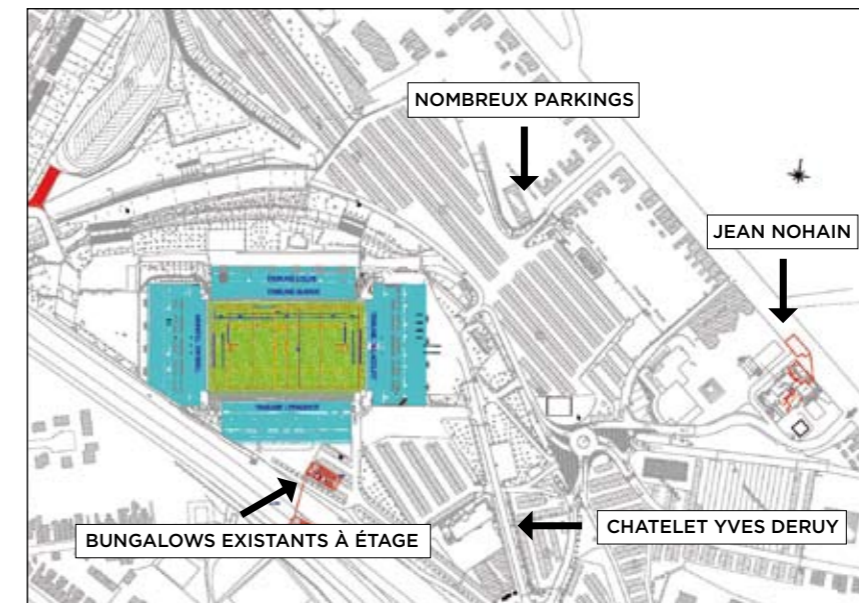 NOMBREUX PARKINGS
JEAN NOHAIN
BUNGALOWS EXISTANTS À ÉTAGE
CHATELET YVES DERUY